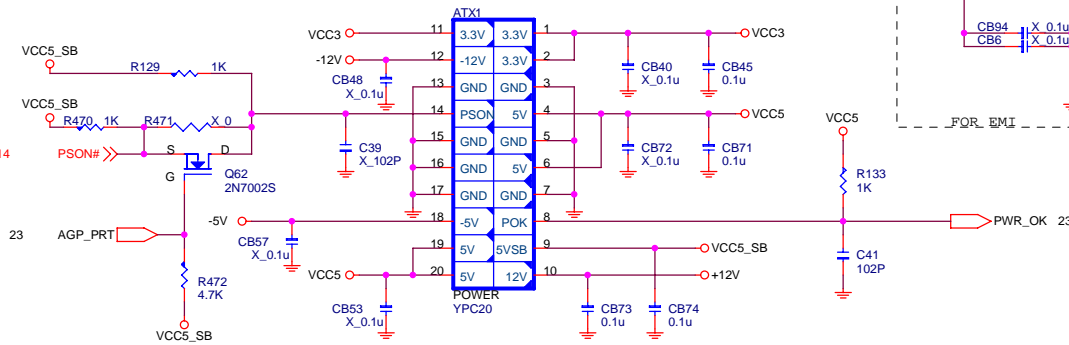 ATX1
VCC3
11
3.3V
3.3V
1
VCC3
-12V
12
-12V
3.3V
2
CB94
X_0.1u
CB6
X_0.1u
VCC5_SB
R129
1K
CB48
X_0.1u
13
GND
GND
3
CB40
X_0.1u
CB45
0.1u
VCC5_SB
R470
1K
R471
X_0
14
PSON
5V
4
VCC5
VCC5
FOR EMI
14
PSON#
S
D
G
Q62
2N7002S
C39
X_102P
15
GND
GND
5
16
GND
5V
6
CB72
X_0.1u
CB71
0.1u
17
GND
GND
7
R133
1K
-5V
18
-5V
POK
8
PWR_OK
23
23
AGP_PRT
CB57
X_0.1u
19
5V
5VSB
9
VCC5_SB
C41
102P
R472
4.7K
VCC5
20
5V
12V
10
+12V
VCC5_SB
CB53
X_0.1u
POWER
YPC20
CB73
0.1u
CB74
0.1u